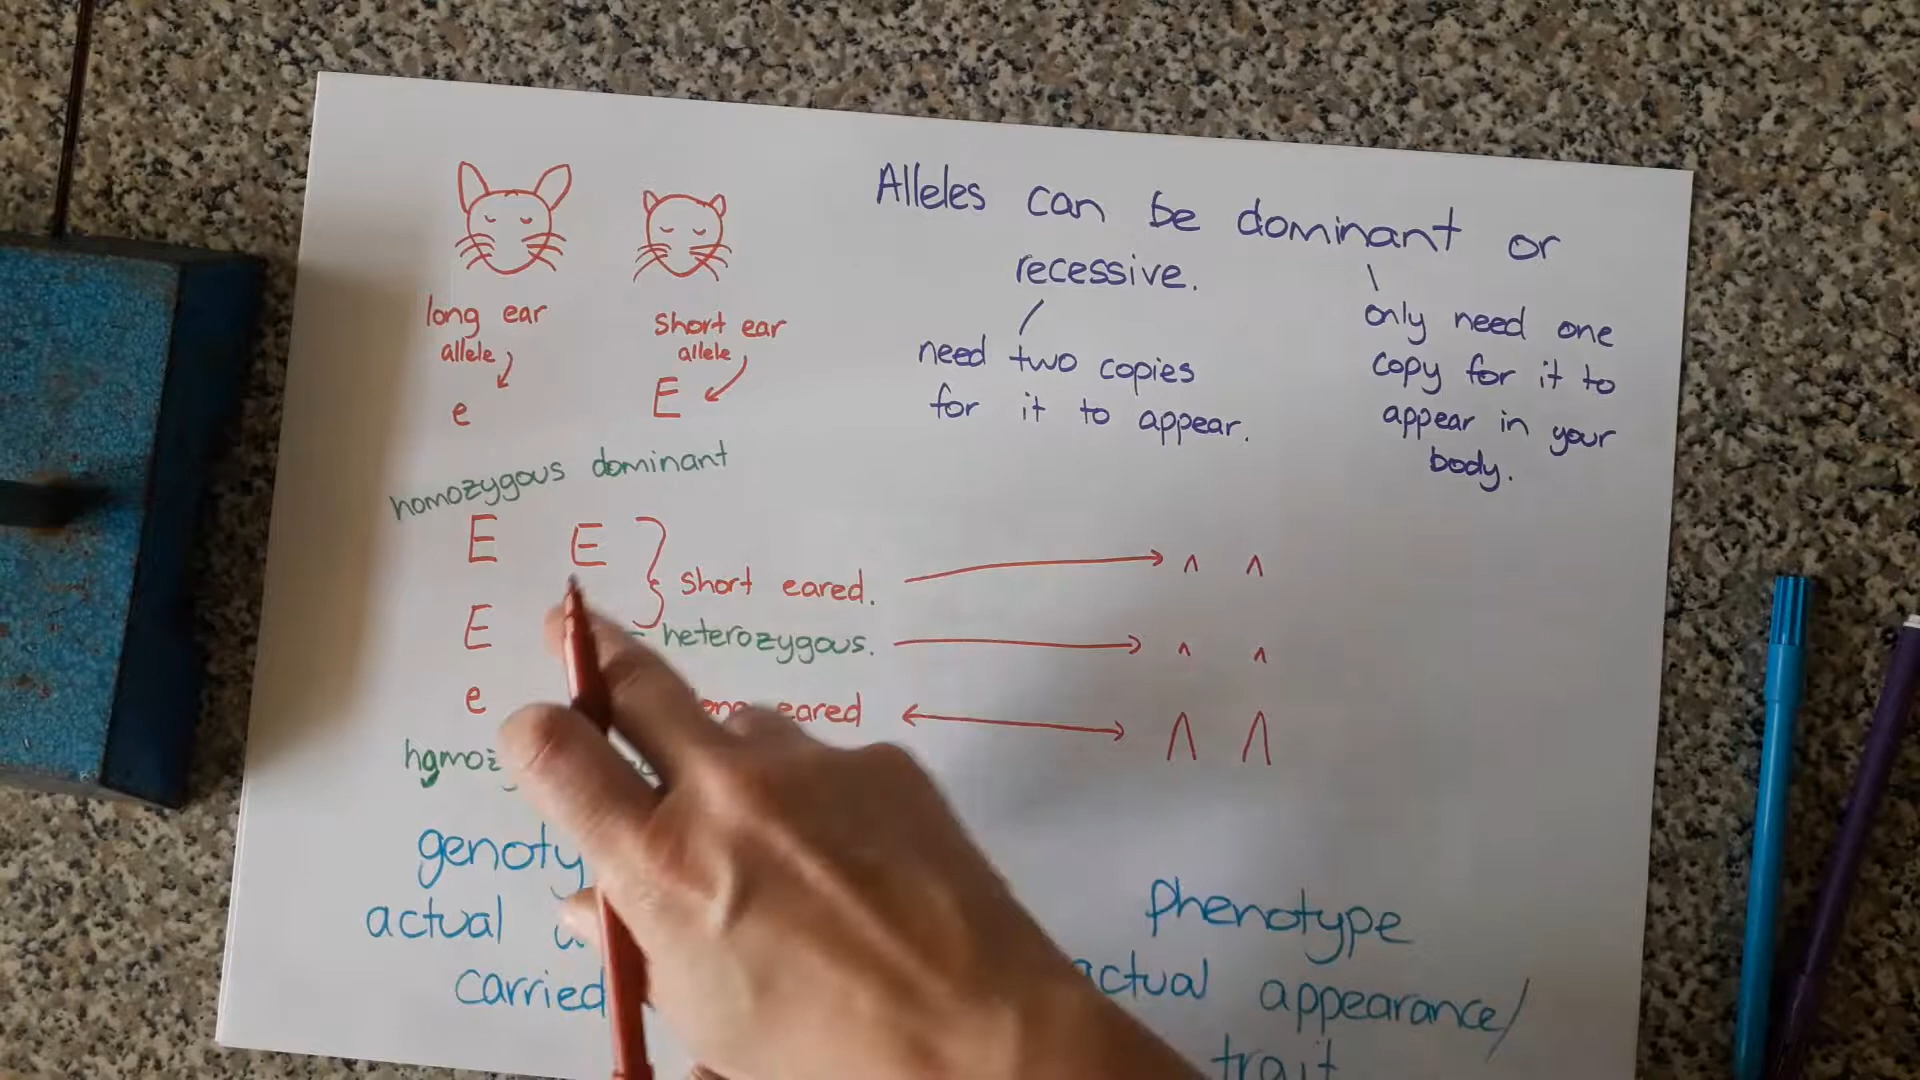 Alleles can be dominant or
recessive.
need two copies
for it to appear.
only need one
copy for it to
appear in your
body.
long ear
allele
e
short ear
allele
E
homozygous dominant
E E
short eared.
E
= heterozygous.
e
eared
genoty
actual
carried
phenotype
actual appearance/
trait